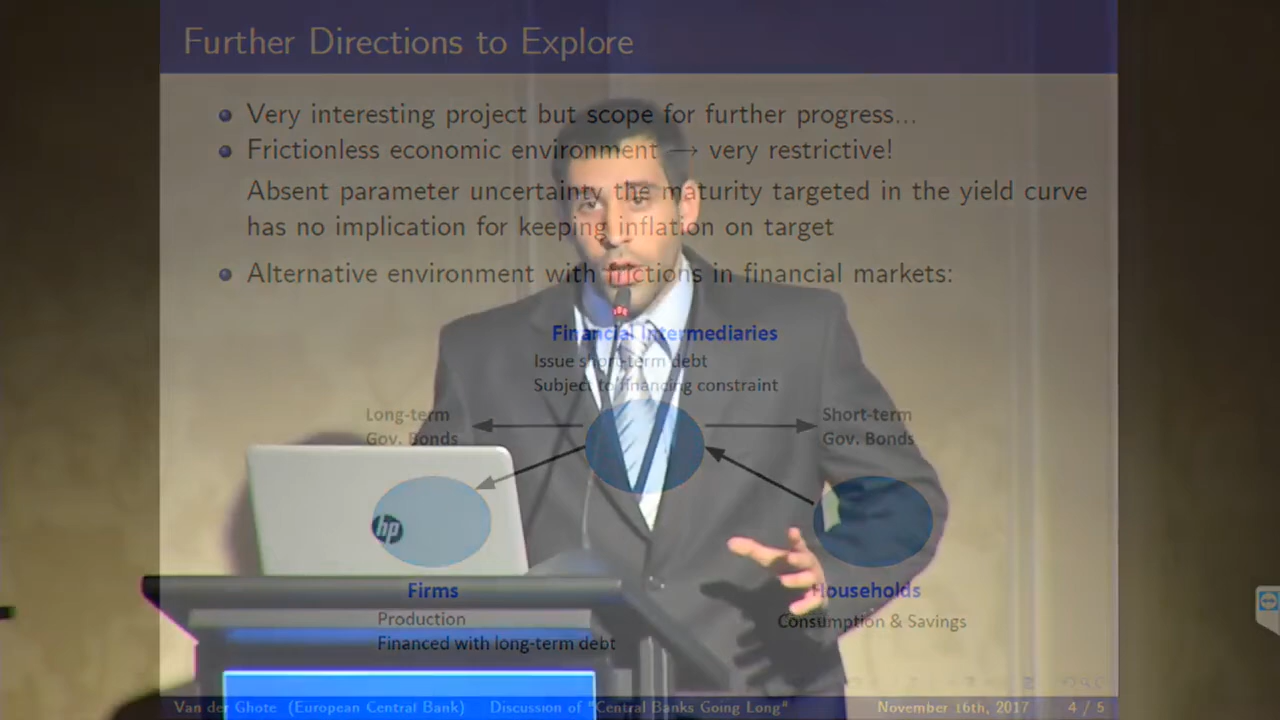 Further Directions to Explore
Very interesting project but scope for further progress...
Frictionless economic environment → very restrictive!
Absent parameter uncertainty the maturity targeted in the yield curve
has no implication for keeping inflation on target
Alternative environment with frictions in financial markets:
Financial Intermediaries
Issue short-term debt
Subject to financing constraint
Long-term
Gov. Bonds
Short-term
Gov. Bonds
hp
Firms
Production
Financed with long-term debt
Households
Consumption & Savings
Van der Ghote (European Central Bank) Discussion of "Central Banks Going Long" November 16th, 2017 4 / 5